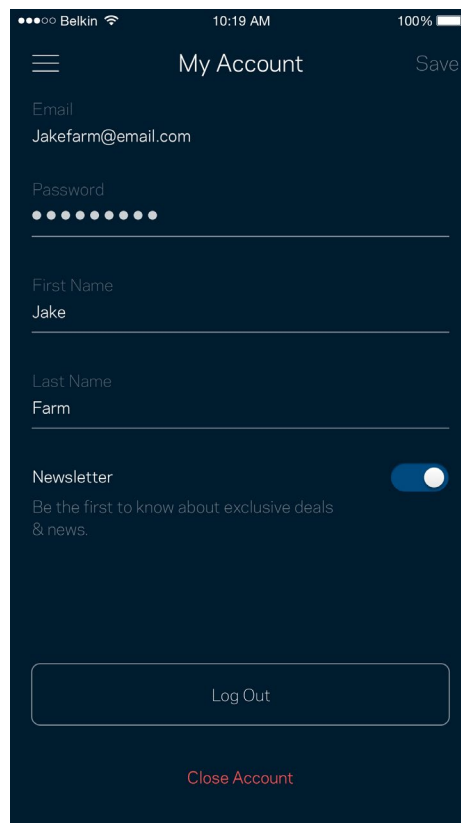 Belkin 10:19 AM 100%
My Account Save
Email
Jakefarm@email.com
Password
First Name
Jake
Last Name
Farm
Newsletter
Be the first to know about exclusive deals
& news.
Log Out
Close Account